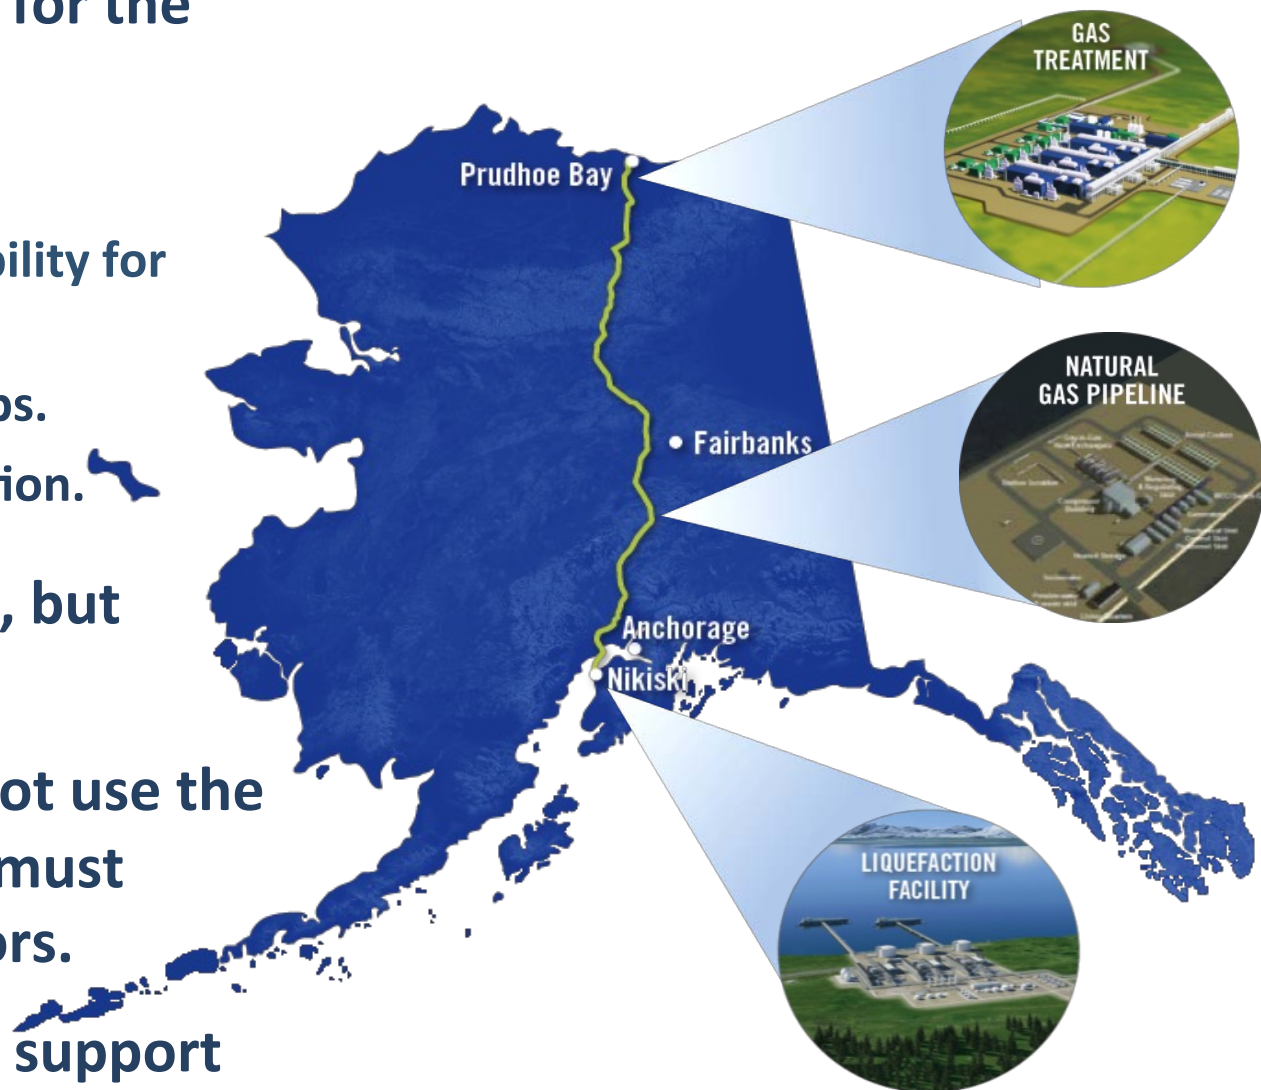 for the
bility for
os.
tion.
, but
ot use the
must
ors.
support
GAS
TREATMENT
Prudhoe Bay
NATURAL
GAS PIPELINE
Fairbanks
Anchorage
Nikiski
LIQUEFACTION
FACILITY